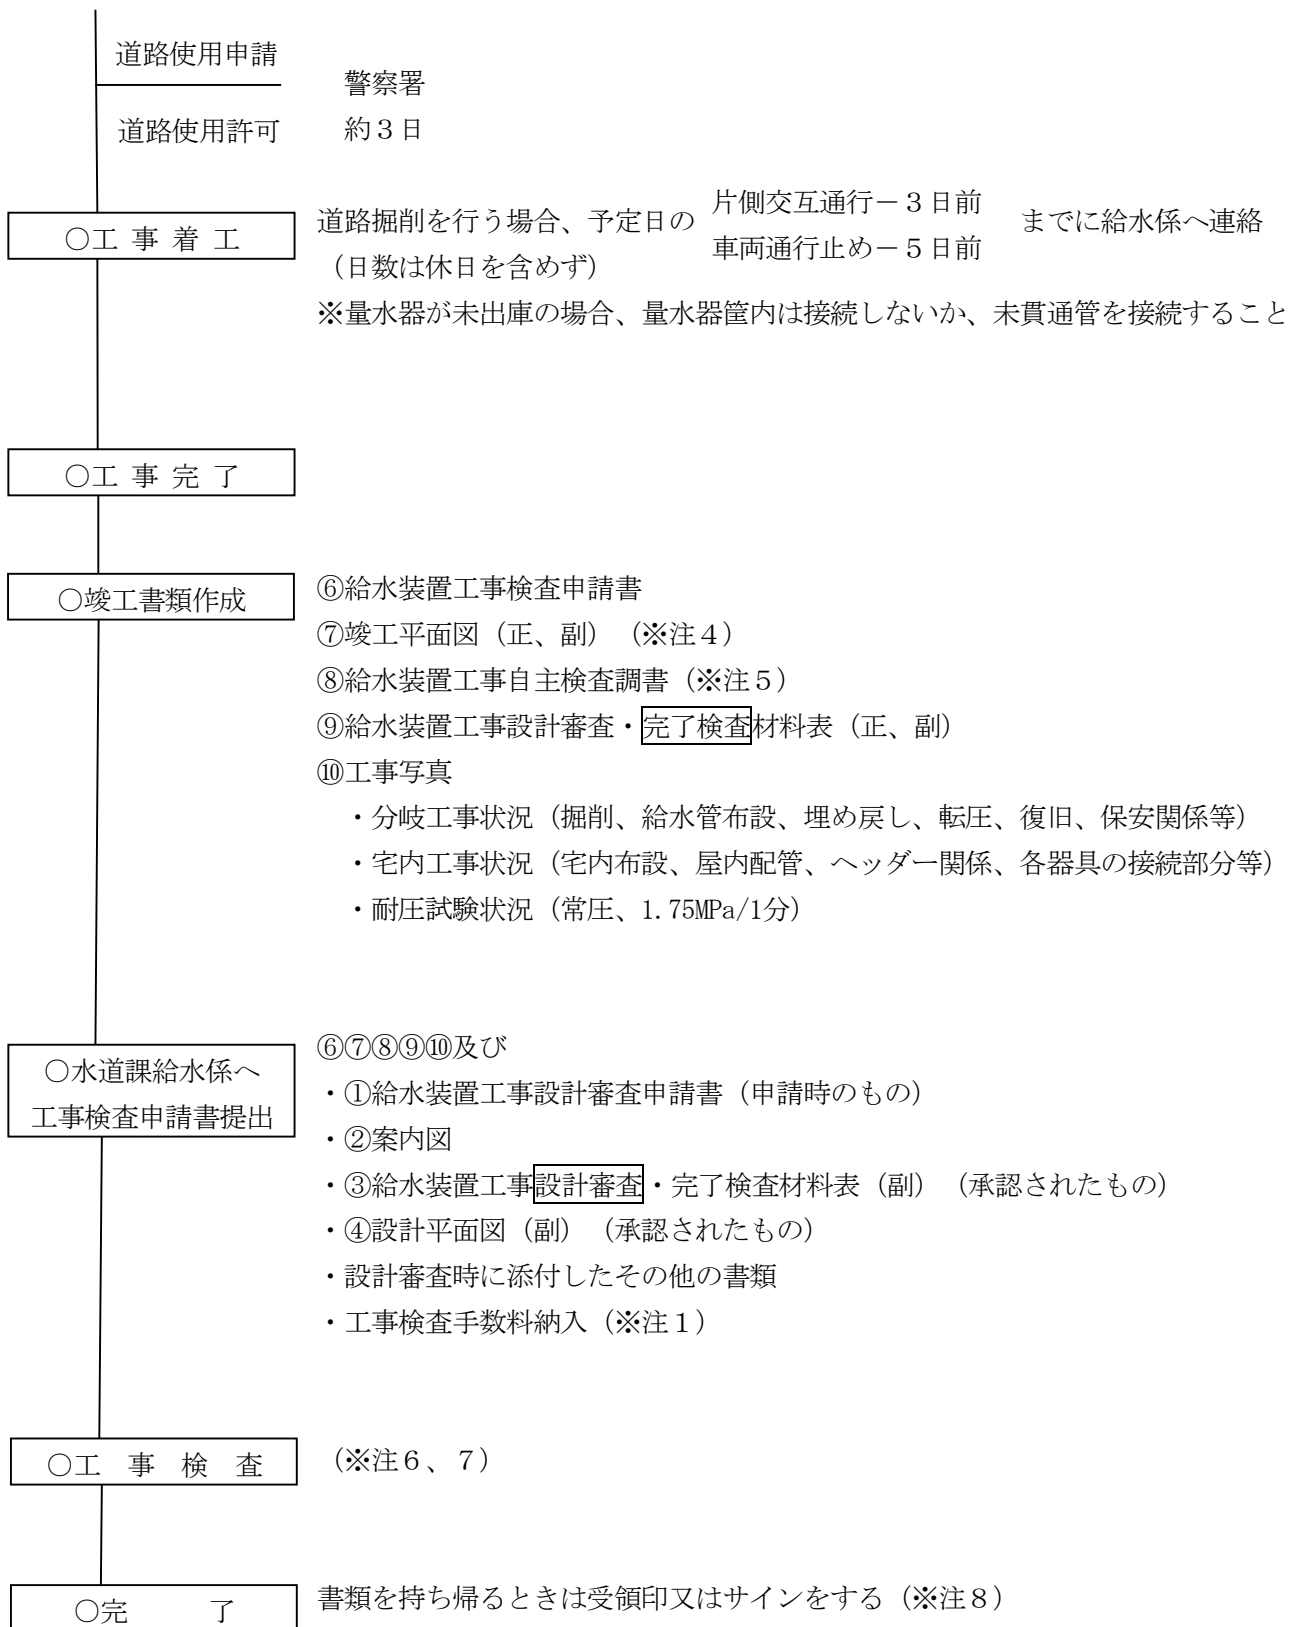 道路使用申請
警察署
道路使用許可　約３日
○工 事 着 工
道路掘削を行う場合、予定日の
（日数は休日を含めず）
片側交互通行－３日前
車両通行止め－５日前
までに給水係へ連絡
※量水器が未出庫の場合、量水器筐内は接続しないか、未貫通管を接続すること
○工 事 完 了
○竣工書類作成
⑥給水装置工事検査申請書
⑦竣工平面図（正、副）（※注４）
⑧給水装置工事自主検査調書（※注５）
⑨給水装置工事設計審査・完了検査材料表（正、副）
⑩工事写真
・分岐工事状況（掘削、給水管布設、埋め戻し、転圧、復旧、保安関係等）
・宅内工事状況（宅内布設、屋内配管、ヘッダー関係、各器具の接続部分等）
・耐圧試験状況（常圧、1.75MPa/1分）
○水道課給水係へ
工事検査申請書提出
⑥⑦⑧⑨⑩及び
・①給水装置工事設計審査申請書（申請時のもの）
・②案内図
・③給水装置工事設計審査・完了検査材料表（副）（承認されたもの）
・④設計平面図（副）（承認されたもの）
・設計審査時に添付したその他の書類
・工事検査手数料納入（※注１）
○工　事　検　査
（※注６、７）
○完　　　了
書類を持ち帰るときは受領印又はサインをする（※注８）